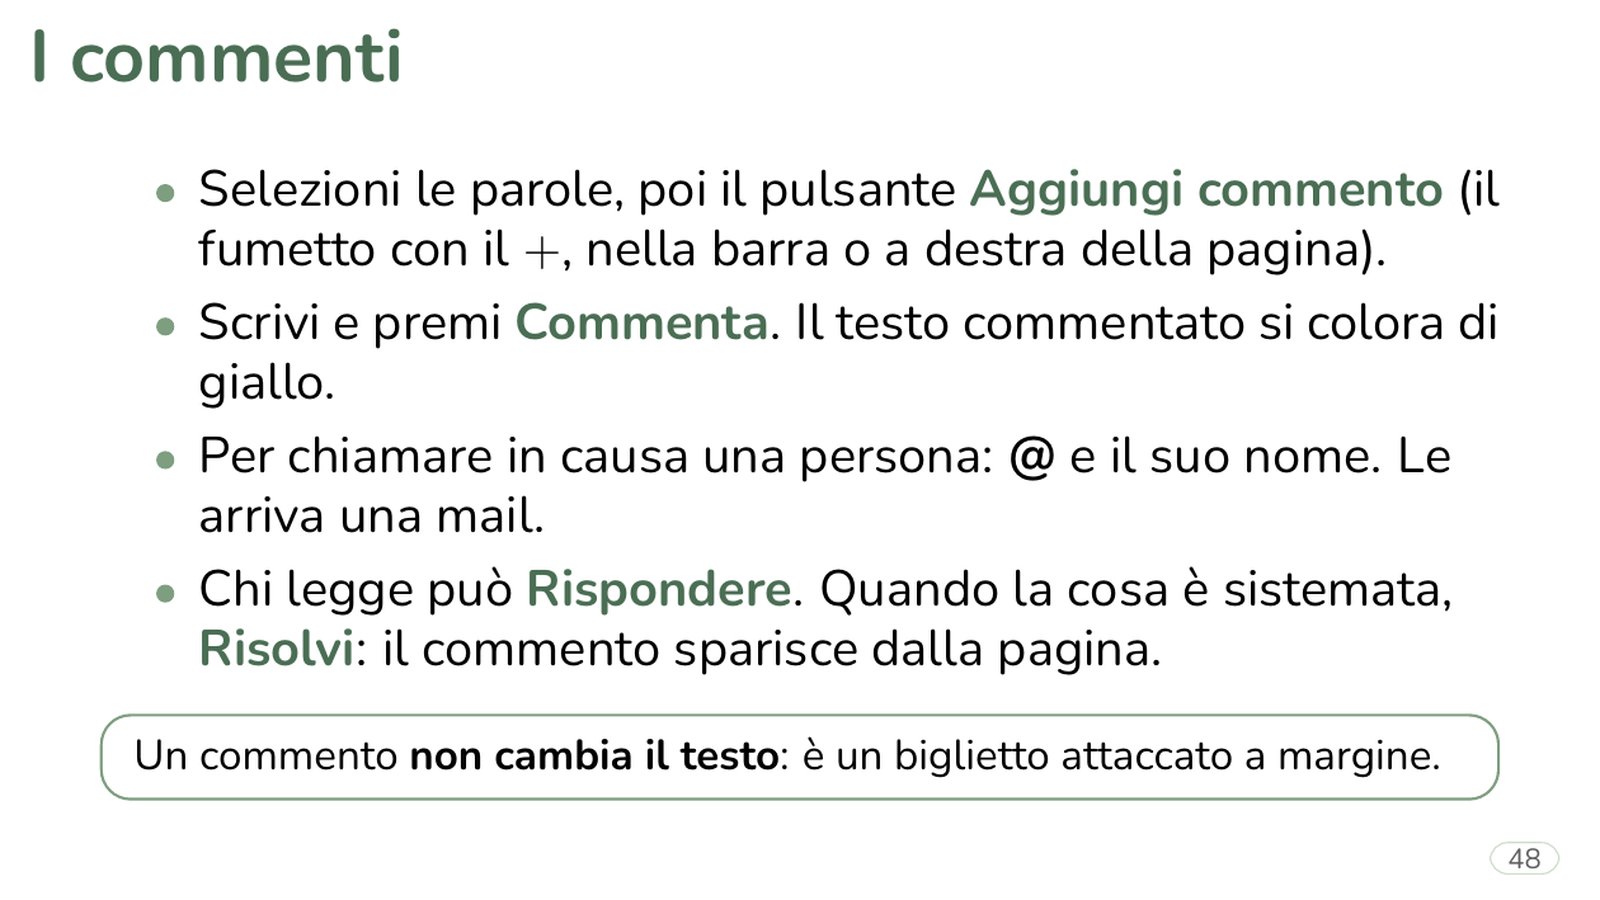 I commenti
• Selezioni le parole, poi il pulsante Aggiungi commento (il
fumetto con il +, nella barra o a destra della pagina).
• Scrivi e premi Commenta. Il testo commentato si colora di
giallo.
• Per chiamare in causa una persona: @ e il suo nome. Le
arriva una mail.
• Chi legge può Rispondere. Quando la cosa è sistemata,
Risolvi: il commento sparisce dalla pagina.
Un commento non cambia il testo: è un biglietto attaccato a margine.
48